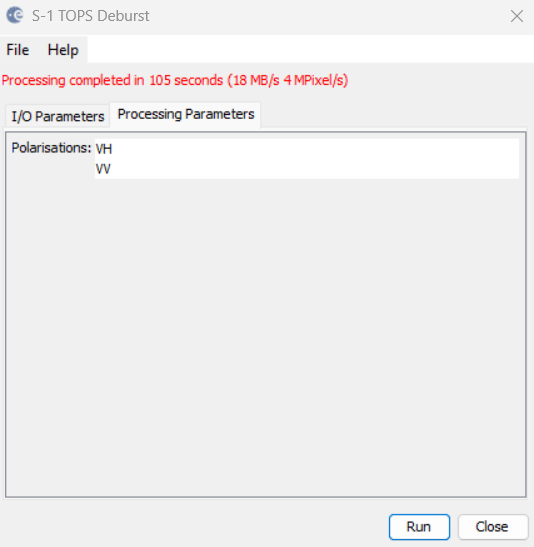 S-1 TOPS Deburst
File Help
Processing completed in 105 seconds (18 MB/s 4 MPixel/s)
I/O Parameters Processing Parameters
Polarisations: VH
VV
Run Close